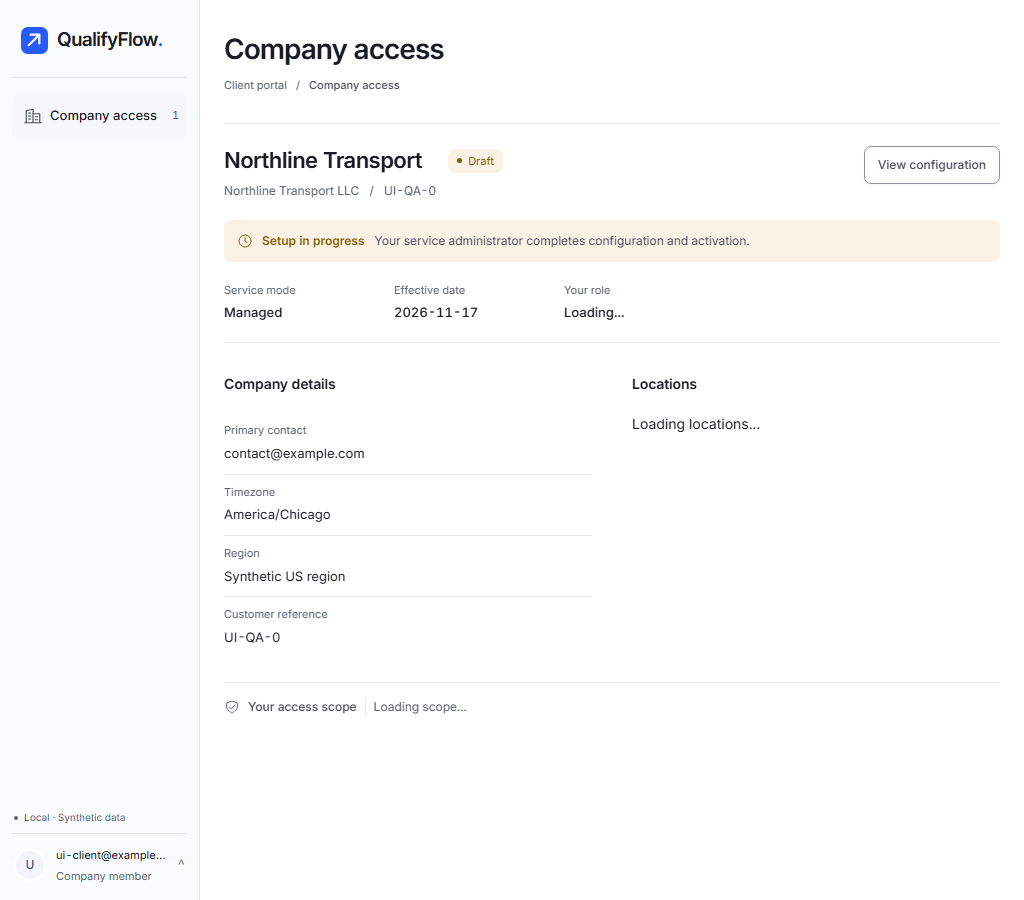 QualifyFlow.
Company access 1
Local · Synthetic data
U
ui-client@example...
Company member
Company access
Client portal / Company access
Northline Transport
Draft
View configuration
Northline Transport LLC / UI-QA-0
Setup in progress Your service administrator completes configuration and activation.
Service mode
Managed
Effective date
2026-11-17
Your role
Loading...
Company details
Primary contact
contact@example.com
Timezone
America/Chicago
Region
Synthetic US region
Customer reference
UI-QA-0
Locations
Loading locations...
Your access scope Loading scope...